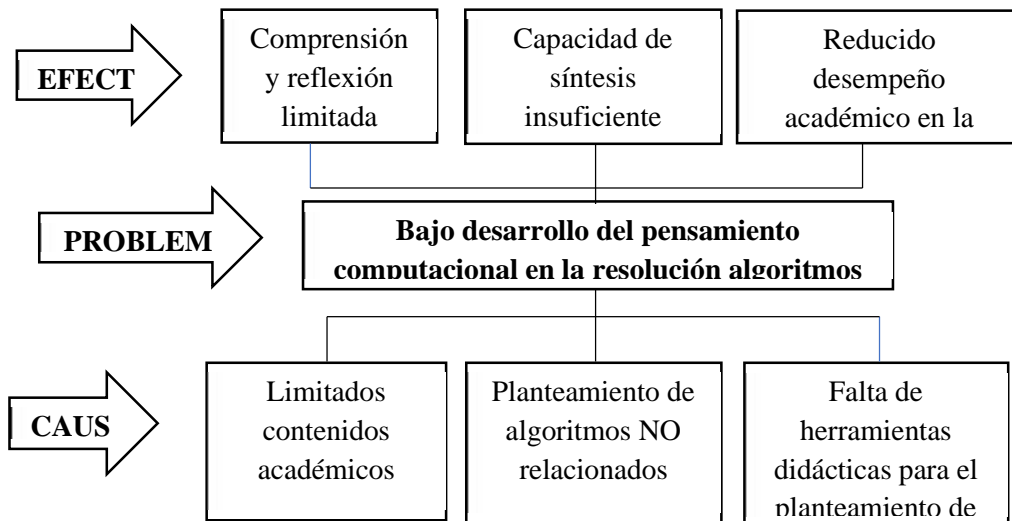 EFECT
Comprensión
y reflexión
limitada
Capacidad de
síntesis
insuficiente
Reducido
desempeño
académico en la
PROBLEM
Bajo desarrollo del pensamiento
computacional en la resolución algoritmos
CAUS
Limitados
contenidos
académicos
Planteamiento de
algoritmos NO
relacionados
Falta de
herramientas
didácticas para el
planteamiento de